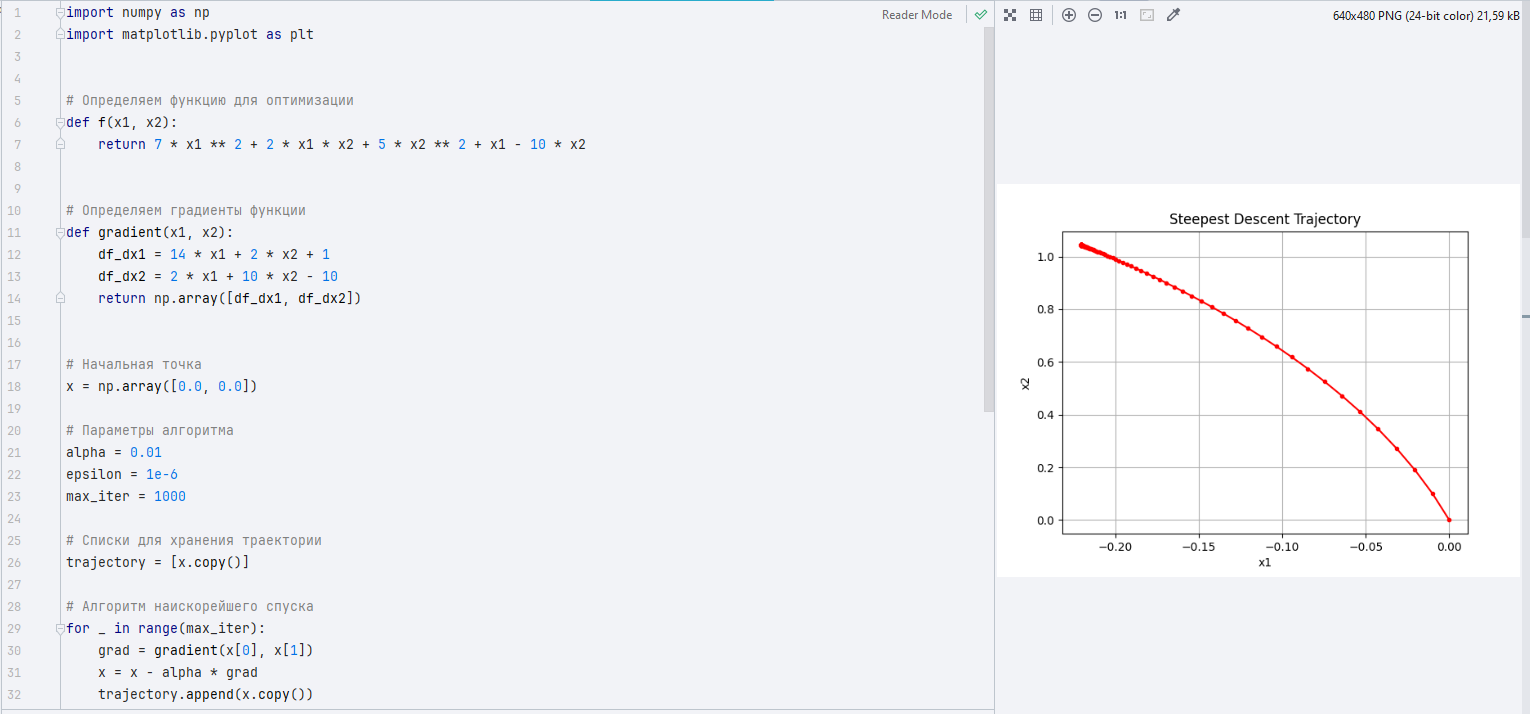 Reader Mode
1:1
640x480 PNG (24-bit color) 21,59 kB
1 import numpy as np
2 import matplotlib.pyplot as plt
3
4
5 # Определяем функцию для оптимизации
6 def f(x1, x2):
7     return 7 * x1 ** 2 + 2 * x1 * x2 + 5 * x2 ** 2 + x1 - 10 * x2
8
9
10 # Определяем градиенты функции
11 def gradient(x1, x2):
12     df_dx1 = 14 * x1 + 2 * x2 + 1
13     df_dx2 = 2 * x1 + 10 * x2 - 10
14     return np.array([df_dx1, df_dx2])
15
16
17 # Начальная точка
18 x = np.array([0.0, 0.0])
19
20 # Параметры алгоритма
21 alpha = 0.01
22 epsilon = 1e-6
23 max_iter = 1000
24
25 # Списки для хранения траектории
26 trajectory = [x.copy()]
27
28 # Алгоритм наискорейшего спуска
29 for _ in range(max_iter):
30     grad = gradient(x[0], x[1])
31     x = x - alpha * grad
32     trajectory.append(x.copy())
Steepest Descent Trajectory
1.0
0.8
0.6
x2
0.4
0.2
0.0
−0.20 −0.15 −0.10 −0.05 0.00
x1